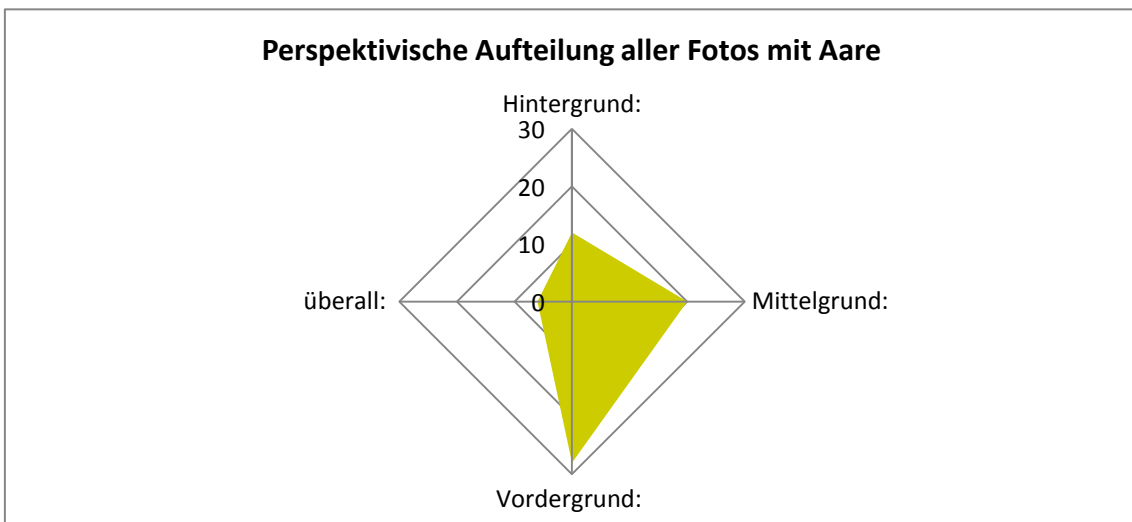 Perspektivische Aufteilung aller Fotos mit Aare
Hintergrund:
30
20
10
0
überall:
Mittelgrund:
Vordergrund: